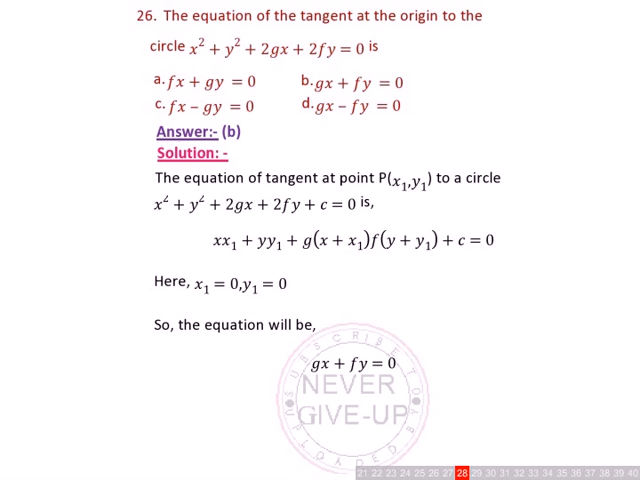 26. The equation of the tangent at the origin to the
circle x² + y² + 2gx + 2fy = 0 is
a. fx + gy = 0 b. gx + fy = 0
c. fx − gy = 0 d. gx − fy = 0
Answer:- (b)
Solution: -
The equation of tangent at point P(x₁,y₁) to a circle
x² + y² + 2gx + 2fy + c = 0 is,
xx₁ + yy₁ + g(x + x₁)f(y + y₁) + c = 0
Here, x₁ = 0,y₁ = 0
So, the equation will be,
gx + fy = 0
SUBSCRIBE TO
NEVER
GIVE-UP
UPLOADED BY
21 22 23 24 25 26 27 28 29 30 31 32 33 34 35 36 37 38 39 40